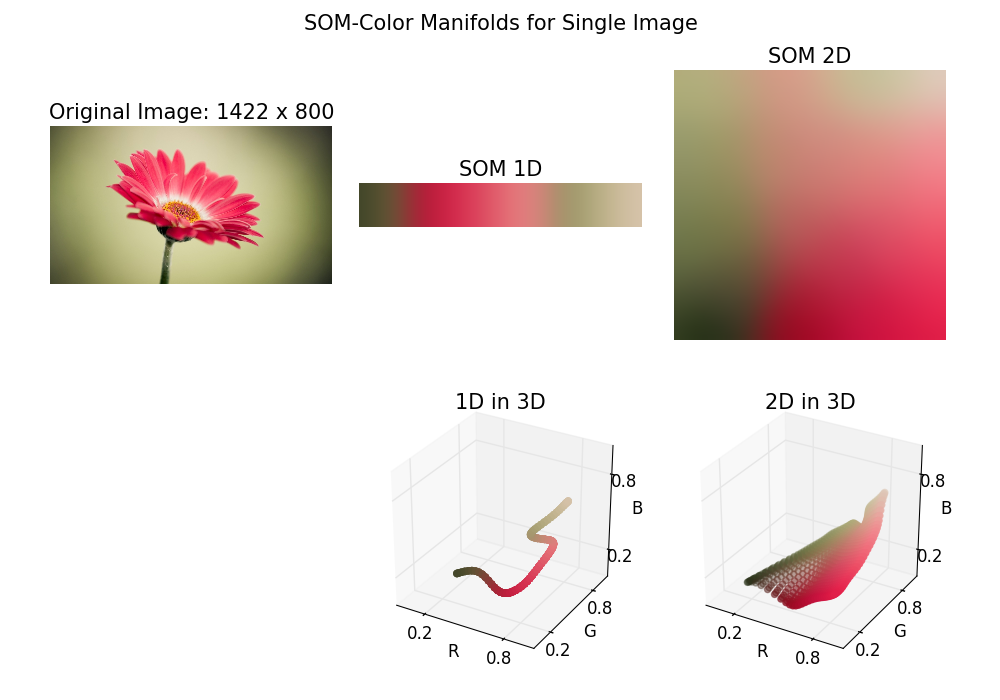 SOM-Color Manifolds for Single Image
SOM 2D
Original Image: 1422 x 800
SOM 1D
1D in 3D
0.8
B
0.2
0.8
G
0.2
0.2
R
0.8
2D in 3D
0.8
B
0.2
0.8
G
0.2
0.2
R
0.8